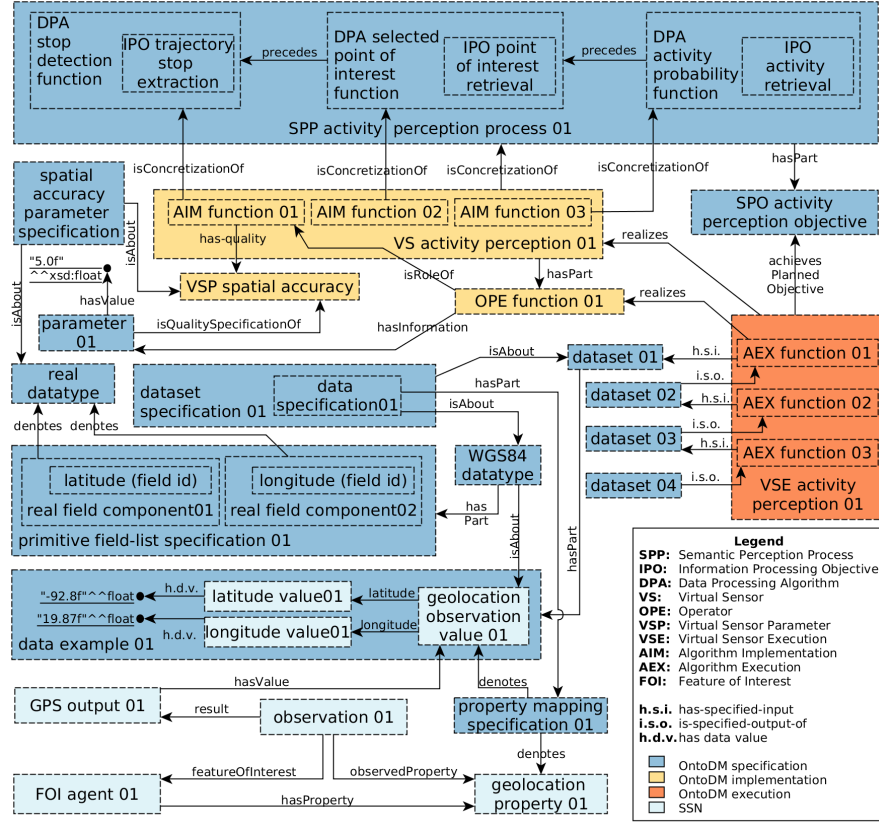 DPA
stop
detection
function
IPO trajectory
stop
extraction
precedes
DPA selected
point of
interest
function
IPO point
of interest
retrieval
precedes
DPA
activity
probability
function
IPO
activity
retrieval
SPP activity perception process 01
isConcretizationOf
isConcretizationOf
isConcretizationOf
isConcretizationOf
hasPart
spatial
accuracy
parameter
specification
AIM function 01
AIM function 02
AIM function 03
VS activity perception 01
SPO activity
perception objective
has-quality
isAbout
isRoleOf
hasPart
realizes
achieves
Planned
Objective
"5.0f"
^^xsd:float
hasValue
VSP spatial accuracy
OPE function 01
realizes
isAbout
parameter
01
isQualitySpecificationOf
hasInformation
real
datatype
dataset
specification 01
data
specification01
isAbout
hasPart
isAbout
dataset 01
h.s.i.
AEX function 01
dataset 02
i.s.o.
h.s.i.
AEX function 02
dataset 03
i.s.o.
h.s.i.
AEX function 03
dataset 04
i.s.o.
VSE activity
perception 01
denotes
denotes
latitude (field id)
real field component01
longitude (field id)
real field component02
primitive field-list specification 01
WGS84
datatype
has
Part
isAbout
hasPart
"-92.8f"^^float
h.d.v.
latitude value01
latitude
"19.87f"^^float
h.d.v.
longitude value01
longitude
geolocation
observation
value 01
data example 01
GPS output 01
hasValue
result
observation 01
denotes
property mapping
specification 01
denotes
FOI agent 01
featureOfInterest
observedProperty
hasProperty
geolocation
property 01
Legend
SPP: Semantic Perception Process
IPO: Information Processing Objective
DPA: Data Processing Algorithm
VS: Virtual Sensor
OPE: Operator
VSP: Virtual Sensor Parameter
VSE: Virtual Sensor Execution
AIM: Algorithm Implementation
AEX: Algorithm Execution
FOI: Feature of Interest
h.s.i. has-specified-input
i.s.o. is-specified-output-of
h.d.v. has data value
OntoDM specification
OntoDM implementation
OntoDM execution
SSN